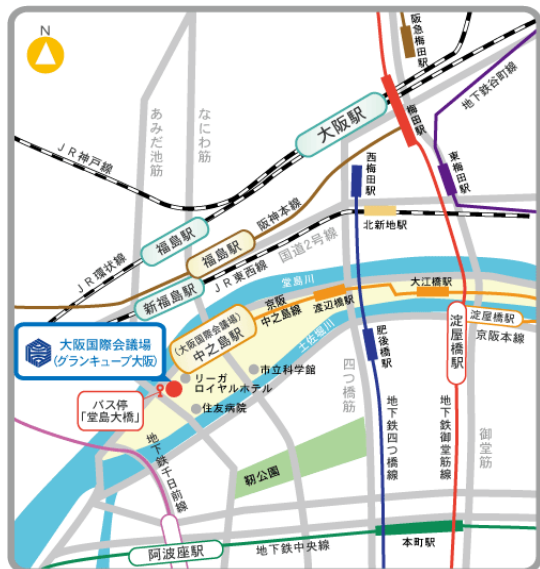 N
阪急梅田駅
地下鉄谷町線
なにわ筋
あみだ池筋
大阪駅
梅田駅
JR神戸線
西梅田駅
東梅田駅
阪神本線
福島駅
北新地駅
福島駅
国道2号線
JR環状線
JR東西線
新福島駅
堂島川
大江橋駅
京阪
中之島線
渡辺橋駅
(大阪国際会議場)
中之島駅
淀屋橋駅
京阪本線
淀屋橋駅
土佐堀川
肥後橋駅
大阪国際会議場
(グランキューブ大阪)
市立科学館
リーガ
ロイヤルホテル
四つ橋筋
バス停
「堂島大橋」
住友病院
地下鉄四つ橋線
地下鉄御堂筋線
御堂筋
地下鉄千日前線
靭公園
本町駅
地下鉄中央線
阿波座駅